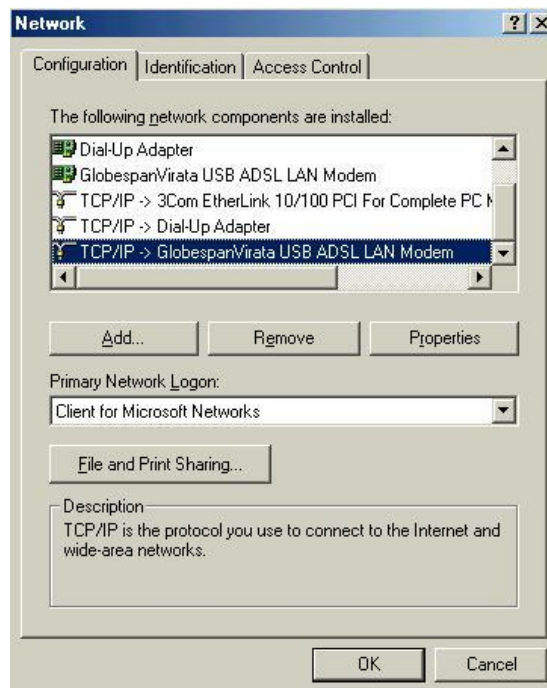 Network
Configuration Identification Access Control
The following network components are installed:
Dial-Up Adapter
GlobespanVirata USB ADSL LAN Modem
TCP/IP -> 3Com EtherLink 10/100 PCI For Complete PC
TCP/IP -> Dial-Up Adapter
TCP/IP -> GlobespanVirata USB ADSL LAN Modem
Add... Remove Properties
Primary Network Logon:
Client for Microsoft Networks
File and Print Sharing...
Description
TCP/IP is the protocol you use to connect to the Internet and
wide-area networks.
OK Cancel